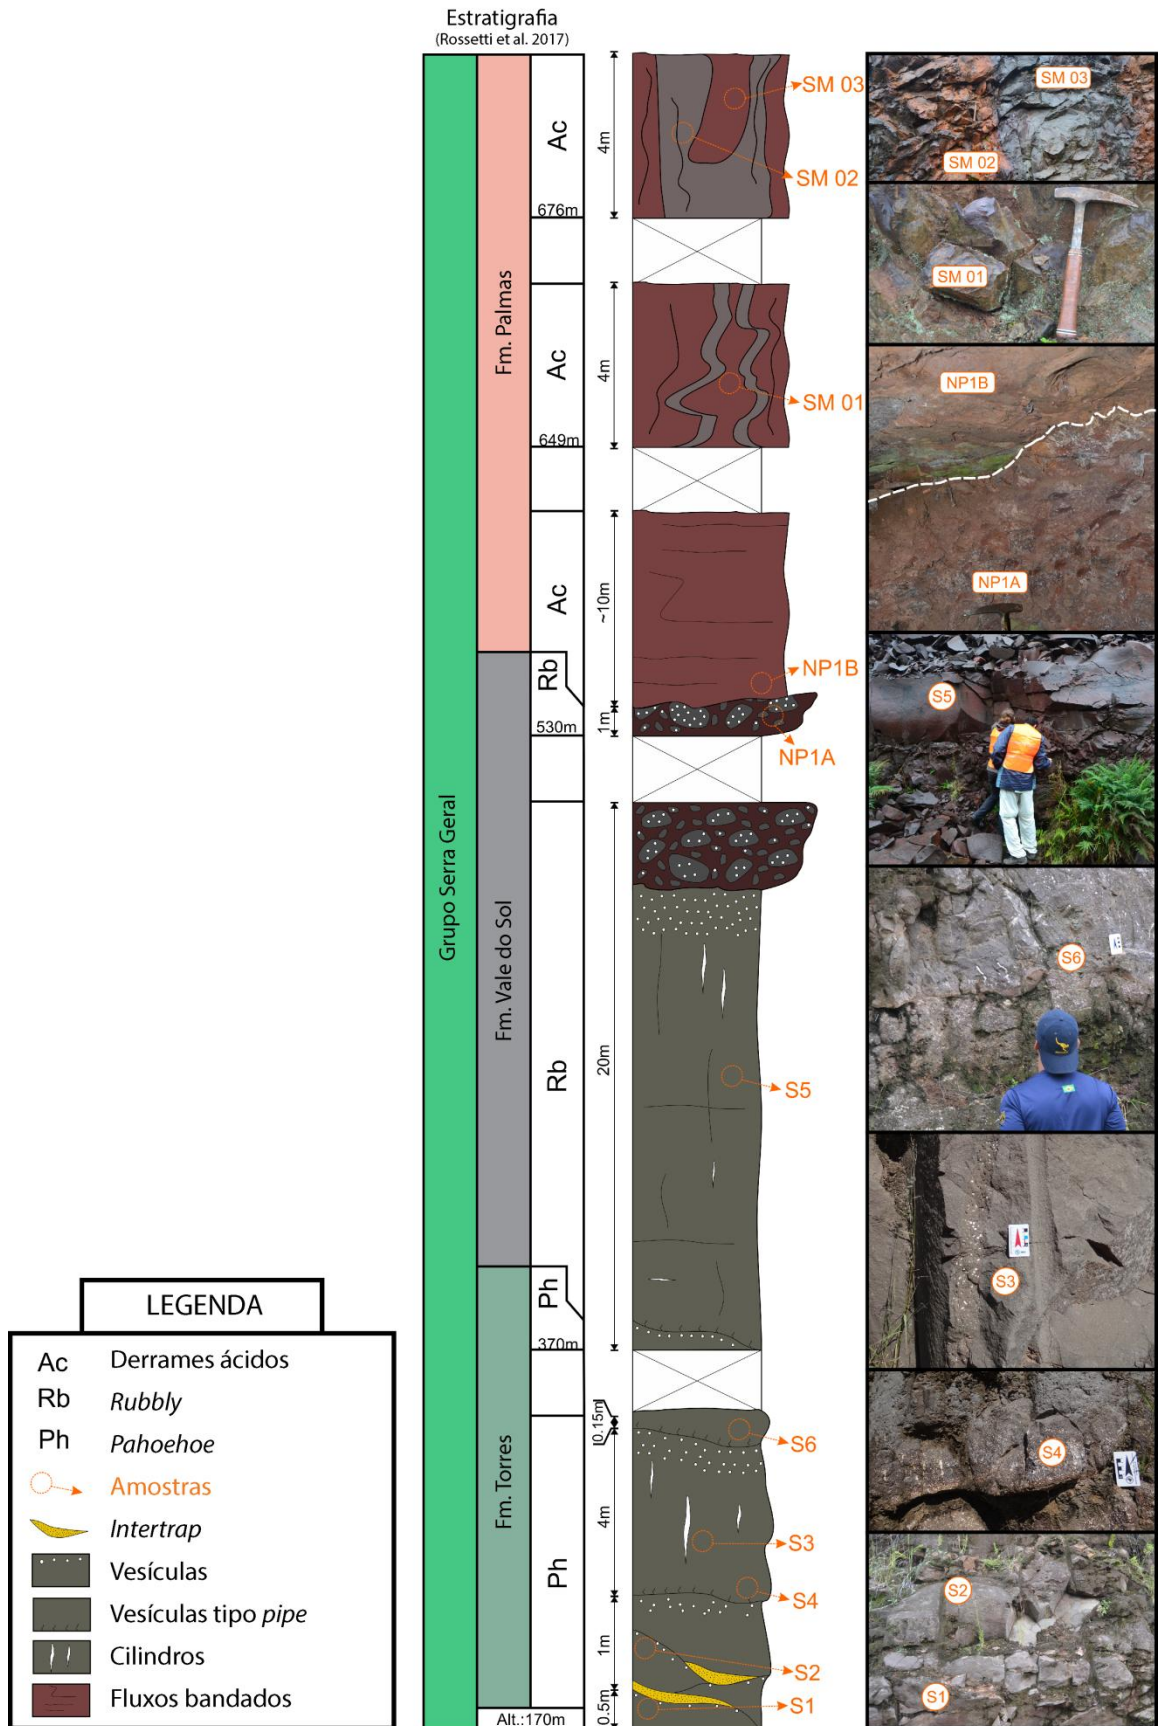 Estratigrafia
(Rossetti et al. 2017)
Grupo Serra Geral
Fm. Palmas
Fm. Vale do Sol
Fm. Torres
Ac
4m
676m
SM 03
SM 02
Ac
4m
649m
SM 01
Ac
~10m
NP1B
Rb
1m
530m
NP1A
Rb
20m
S5
Ph
370m
0.15m
S6
4m
S3
S4
Ph
1m
S2
0.5m
S1
Alt.:170m
SM 03
SM 02
SM 01
NP1B
NP1A
S5
S6
S3
S4
S2
S1
LEGENDA
Ac Derrames ácidos
Rb Rubbly
Ph Pahoehoe
Amostras
Intertrap
Vesículas
Vesículas tipo pipe
Cilindros
Fluxos bandados